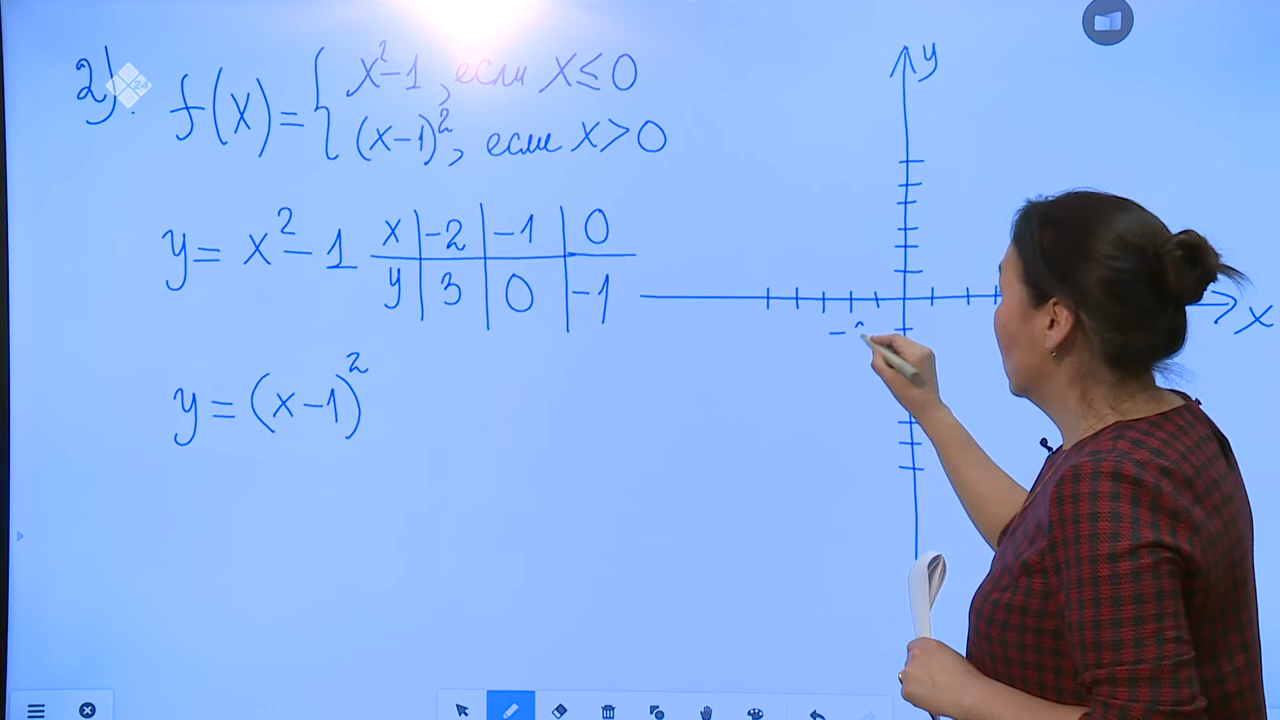 2).
f(x) = { x² – 1, если x ≤ 0
(x – 1)², если x > 0
y = x² – 1
x | –2 | –1 | 0
y | 3 | 0 | –1
y = (x – 1)²
y
x
24